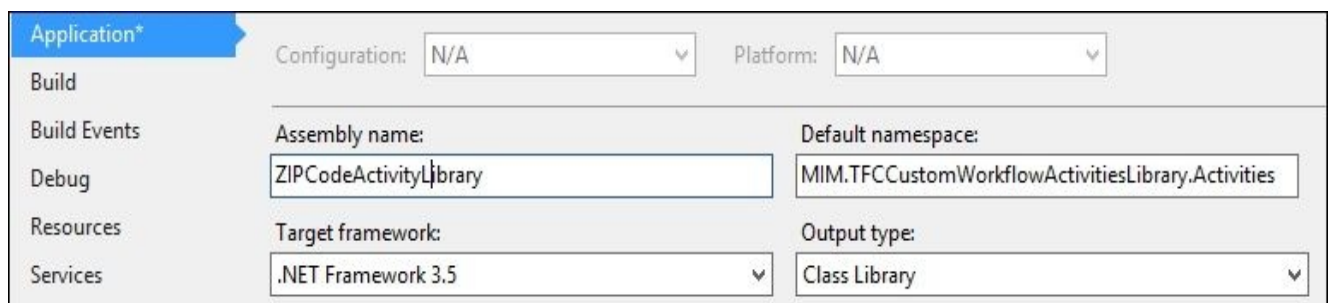 Application*
Build
Build Events
Debug
Resources
Services
Configuration: N/A Platform: N/A
Assembly name: Default namespace:
ZIPCodeActivityLibrary MIM.TFCCustomWorkflowActivitiesLibrary.Activities
Target framework: Output type:
.NET Framework 3.5 Class Library